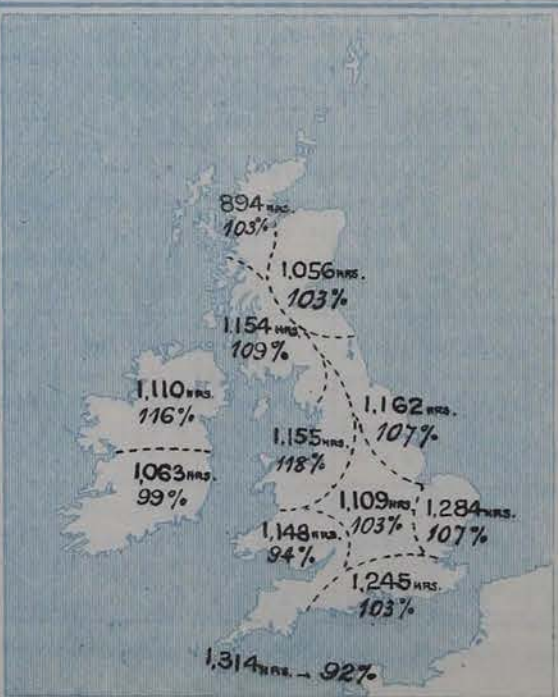 894 HRS.
103%
1,056 HRS.
103%
1,154 HRS.
109%
1,110 HRS.
116%
1,162 HRS.
107%
1,155 HRS.
118%
1,063 HRS.
99%
1,109 HRS.
103%
1,284 HRS.
107%
1,148 HRS.
94%
1,245 HRS.
103%
1,314 HRS. → 92%